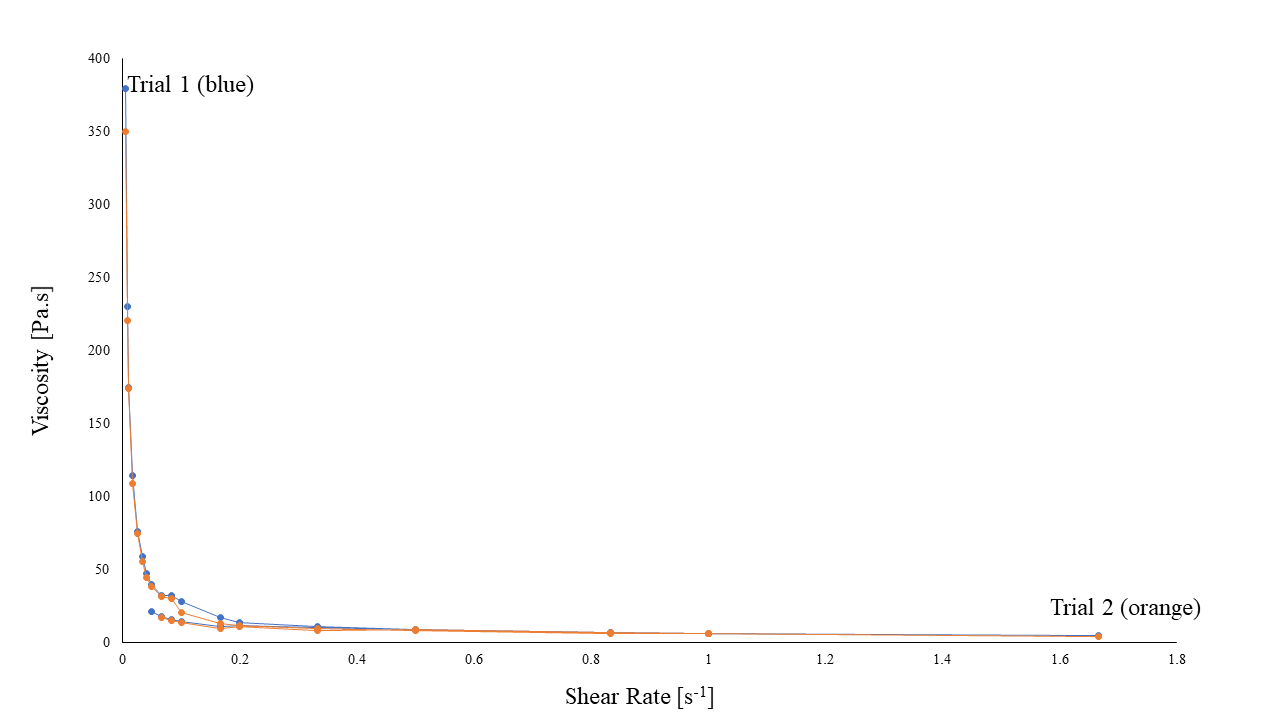 400
Trial 1 (blue)
350
300
250
200
150
100
50
0
Viscosity [Pa.s]
Trial 2 (orange)
0 0.2 0.4 0.6 0.8 1 1.2 1.4 1.6 1.8
Shear Rate [s⁻¹]